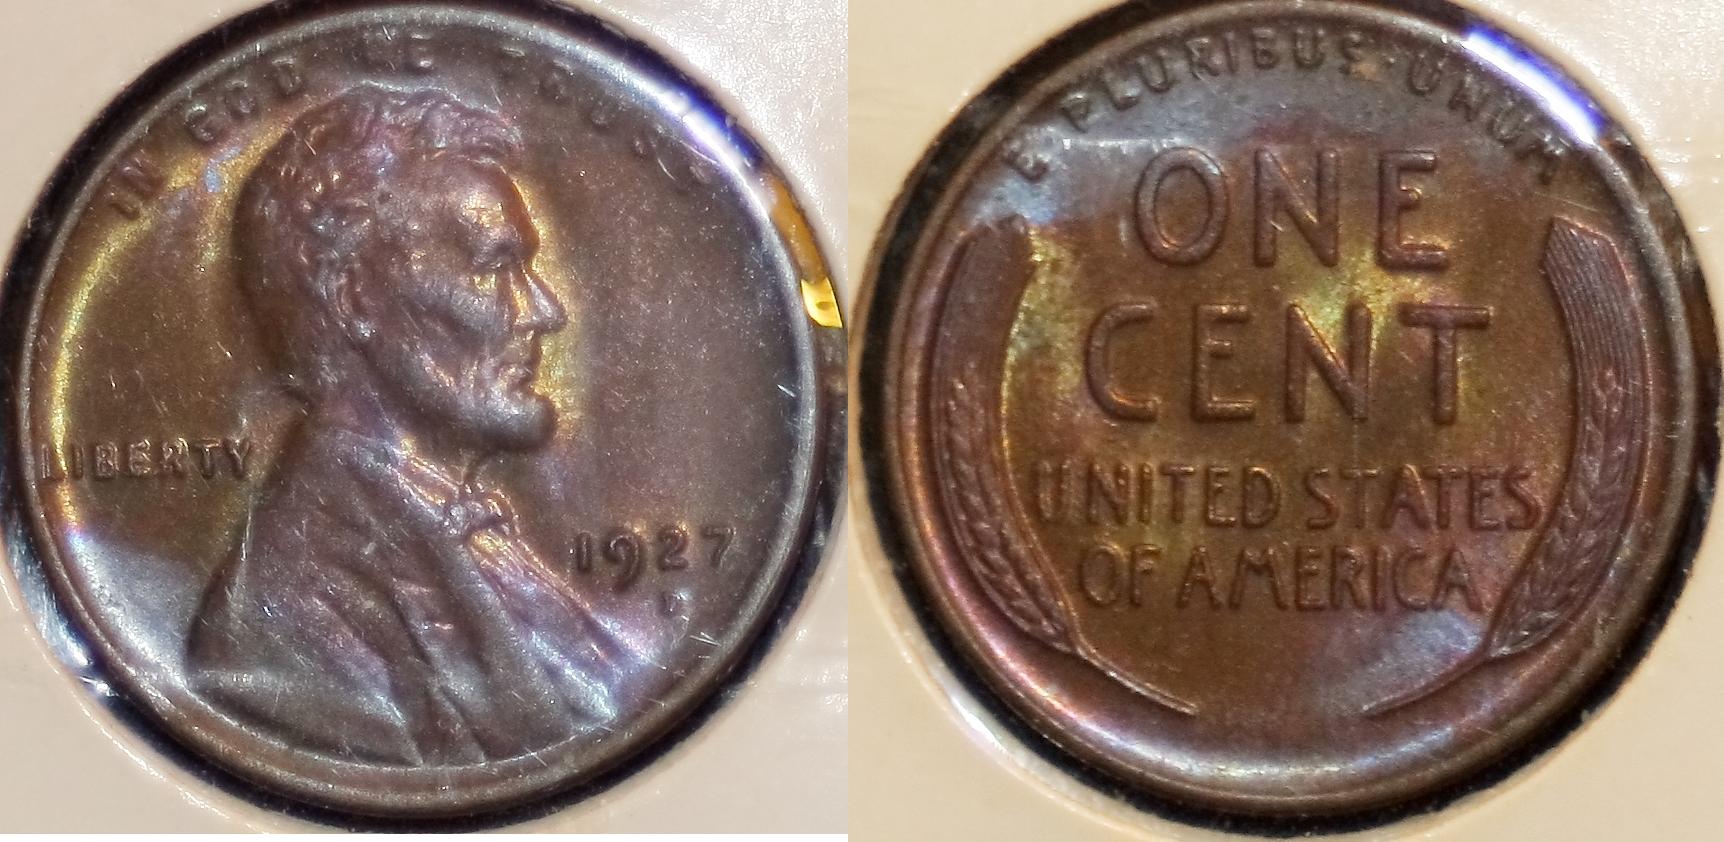 IN GOD WE TRUST
LIBERTY
1927
E·PLURIBUS·UNUM
ONE
CENT
UNITED STATES
OF AMERICA